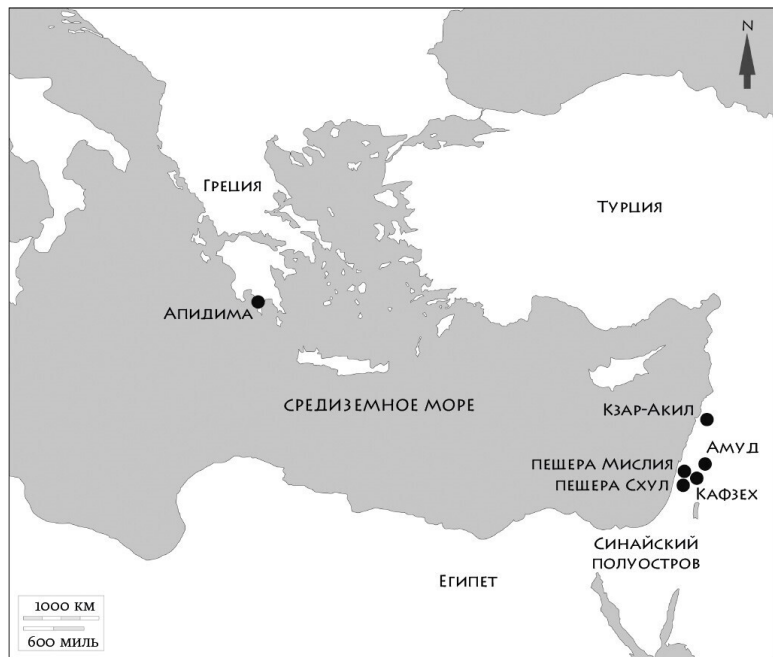 N
Греция
Турция
Апидима
Средиземное море
Кзар-Акил
Амуд
пещера Мислия
пещера Схул
Кафзех
Синайский
полуостров
Египет
1000 км
600 миль